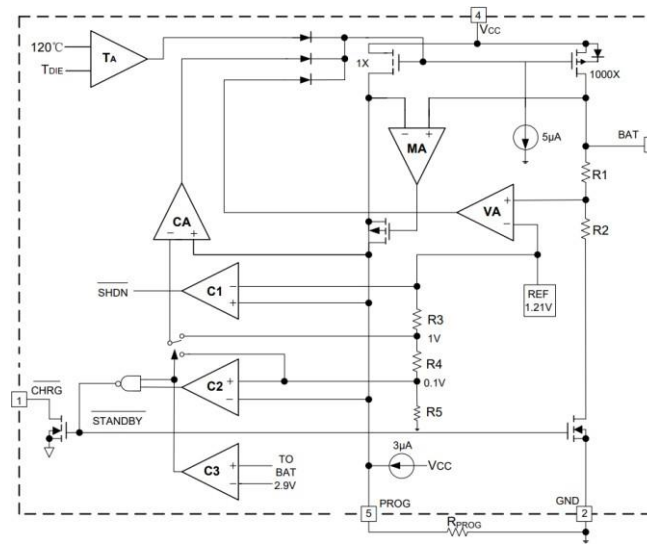 4
VCC
120℃
TDIE
TA
1X
1000X
MA
5μA
BAT
R1
CA
VA
R2
SHDN
C1
REF
1.21V
R3
1V
R4
0.1V
C2
R5
CHRG
1
STANDBY
C3
TO
BAT
2.9V
3μA
VCC
PROG
GND
5
RPROG
2